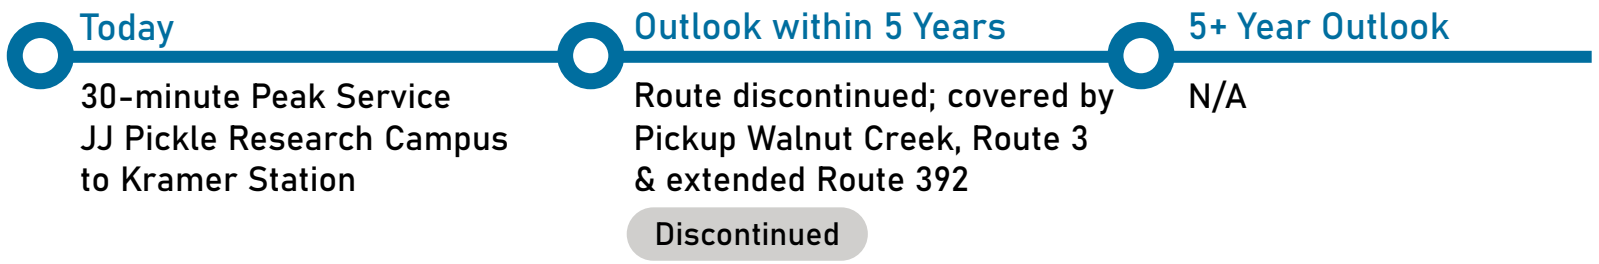 Today
30-minute Peak Service
JJ Pickle Research Campus
to Kramer Station
Outlook within 5 Years
Route discontinued; covered by
Pickup Walnut Creek, Route 3
& extended Route 392
Discontinued
5+ Year Outlook
N/A